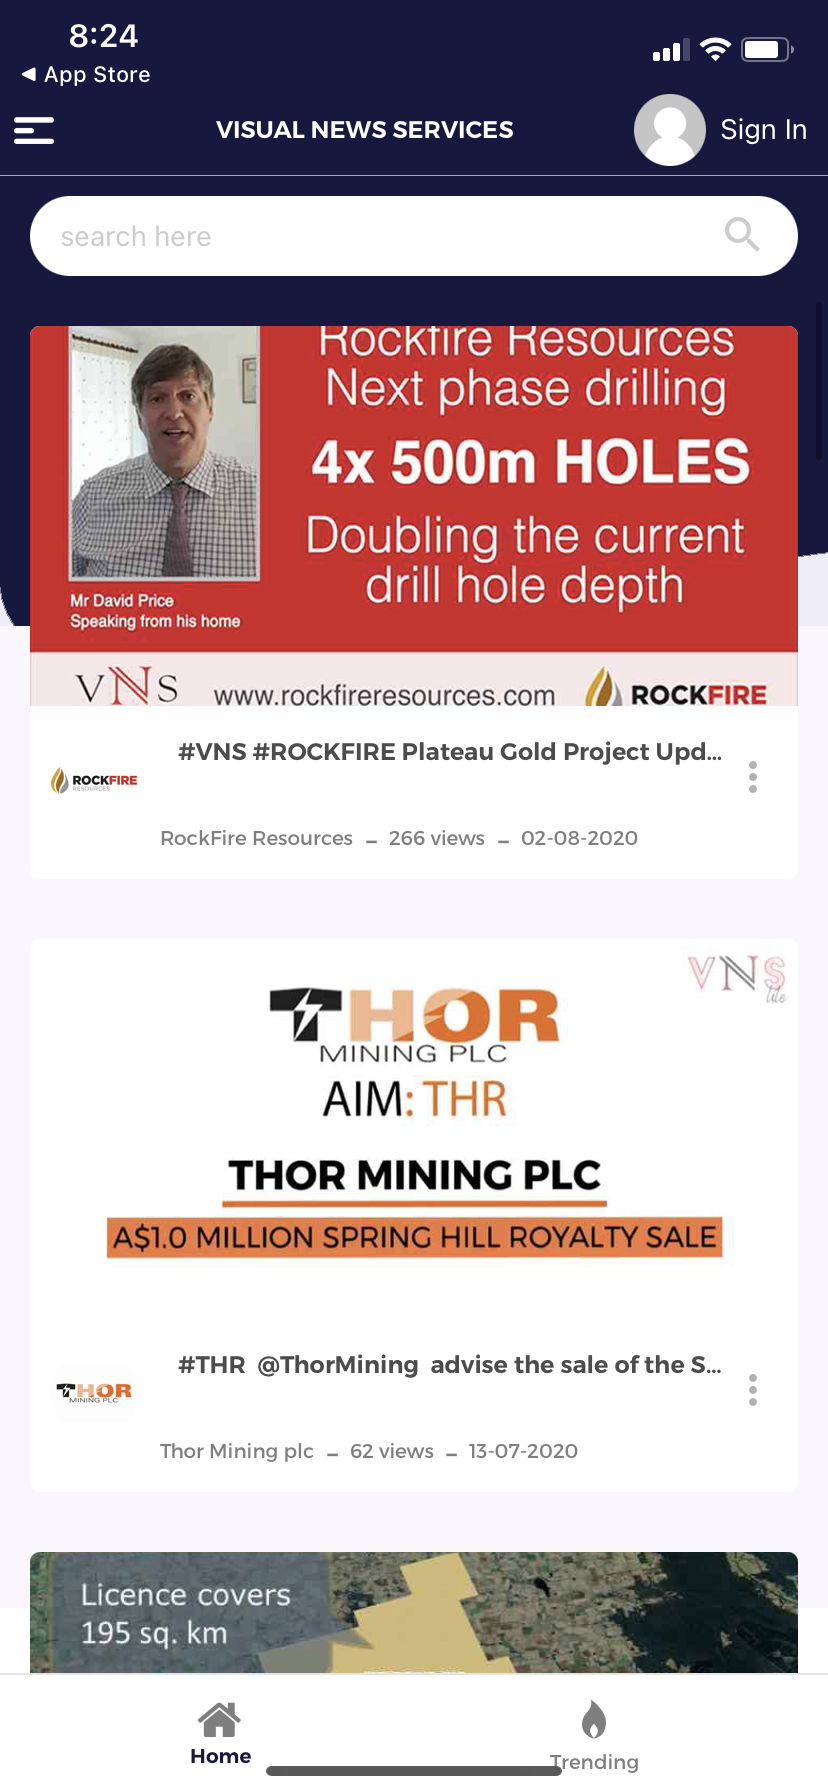 8:24
◀ App Store
VISUAL NEWS SERVICES
Sign In
search here
Rockfire Resources
Next phase drilling
4x 500m HOLES
Doubling the current
drill hole depth
Mr David Price
Speaking from his home
VNS
www.rockfireresources.com
ROCKFIRE
#VNS #ROCKFIRE Plateau Gold Project Upd...
ROCKFIRE
RESOURCES
RockFire Resources – 266 views – 02-08-2020
VNS
lite
THOR
MINING PLC
AIM: THR
THOR MINING PLC
A$1.0 MILLION SPRING HILL ROYALTY SALE
#THR @ThorMining advise the sale of the S...
THOR
MINING PLC
Thor Mining plc – 62 views – 13-07-2020
Licence covers
195 sq. km
Home
Trending